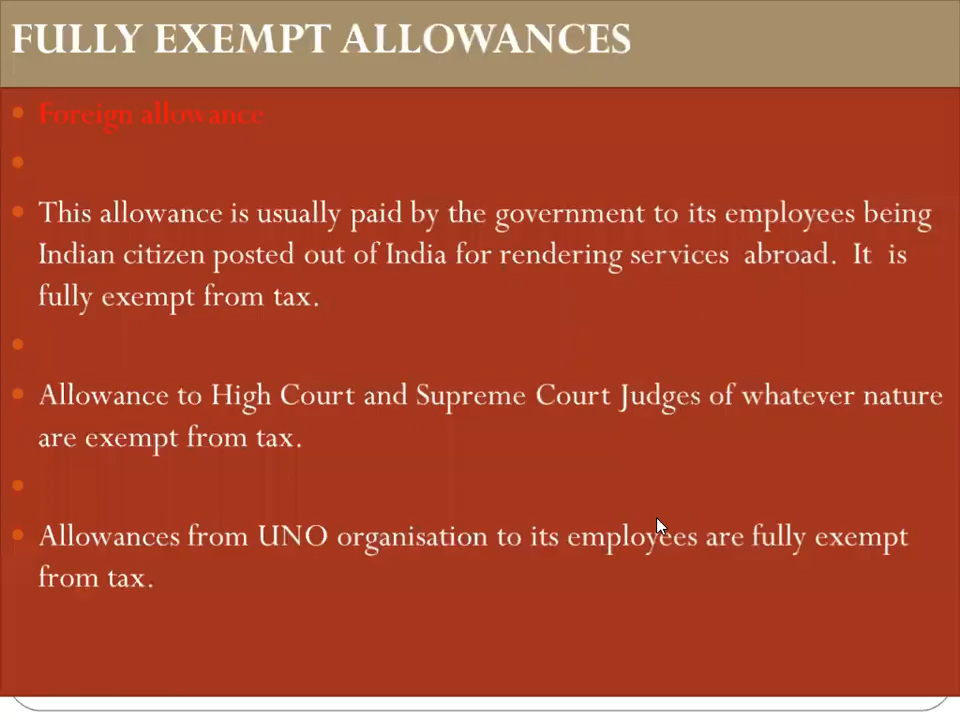 FULLY EXEMPT ALLOWANCES
• Foreign allowance
•
• This allowance is usually paid by the government to its employees being
Indian citizen posted out of India for rendering services abroad. It is
fully exempt from tax.
•
• Allowance to High Court and Supreme Court Judges of whatever nature
are exempt from tax.
•
• Allowances from UNO organisation to its employees are fully exempt
from tax.